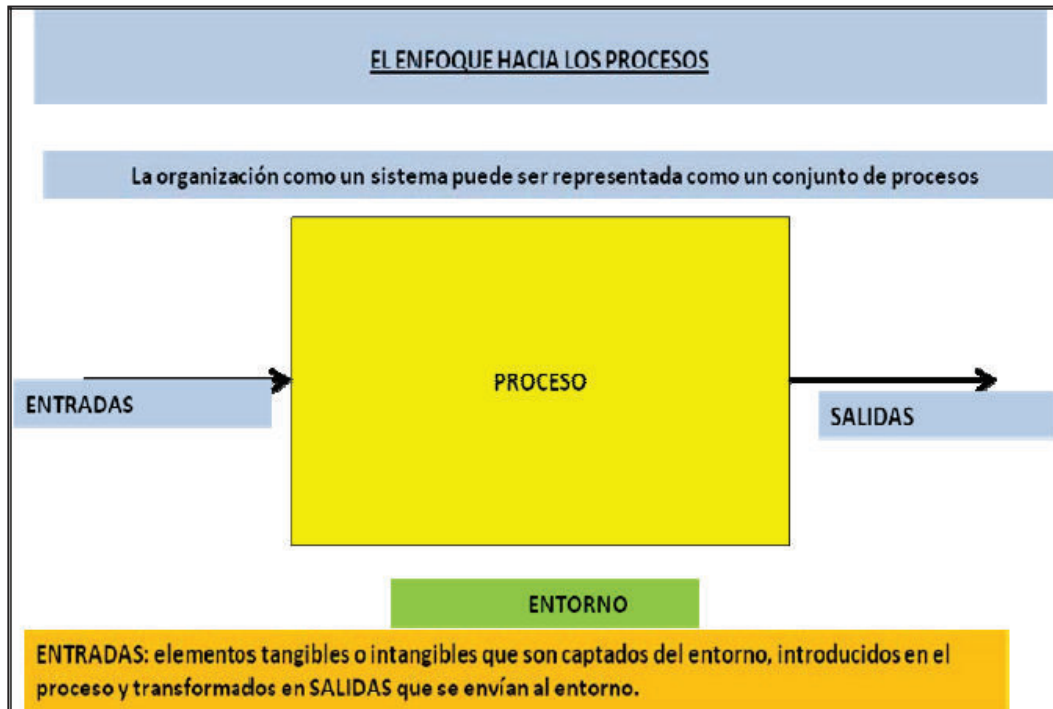 EL ENFOQUE HACIA LOS PROCESOS
La organización como un sistema puede ser representada como un conjunto de procesos
PROCESO
ENTRADAS
SALIDAS
ENTORNO
ENTRADAS: elementos tangibles o intangibles que son captados del entorno, introducidos en el
proceso y transformados en SALIDAS que se envían al entorno.